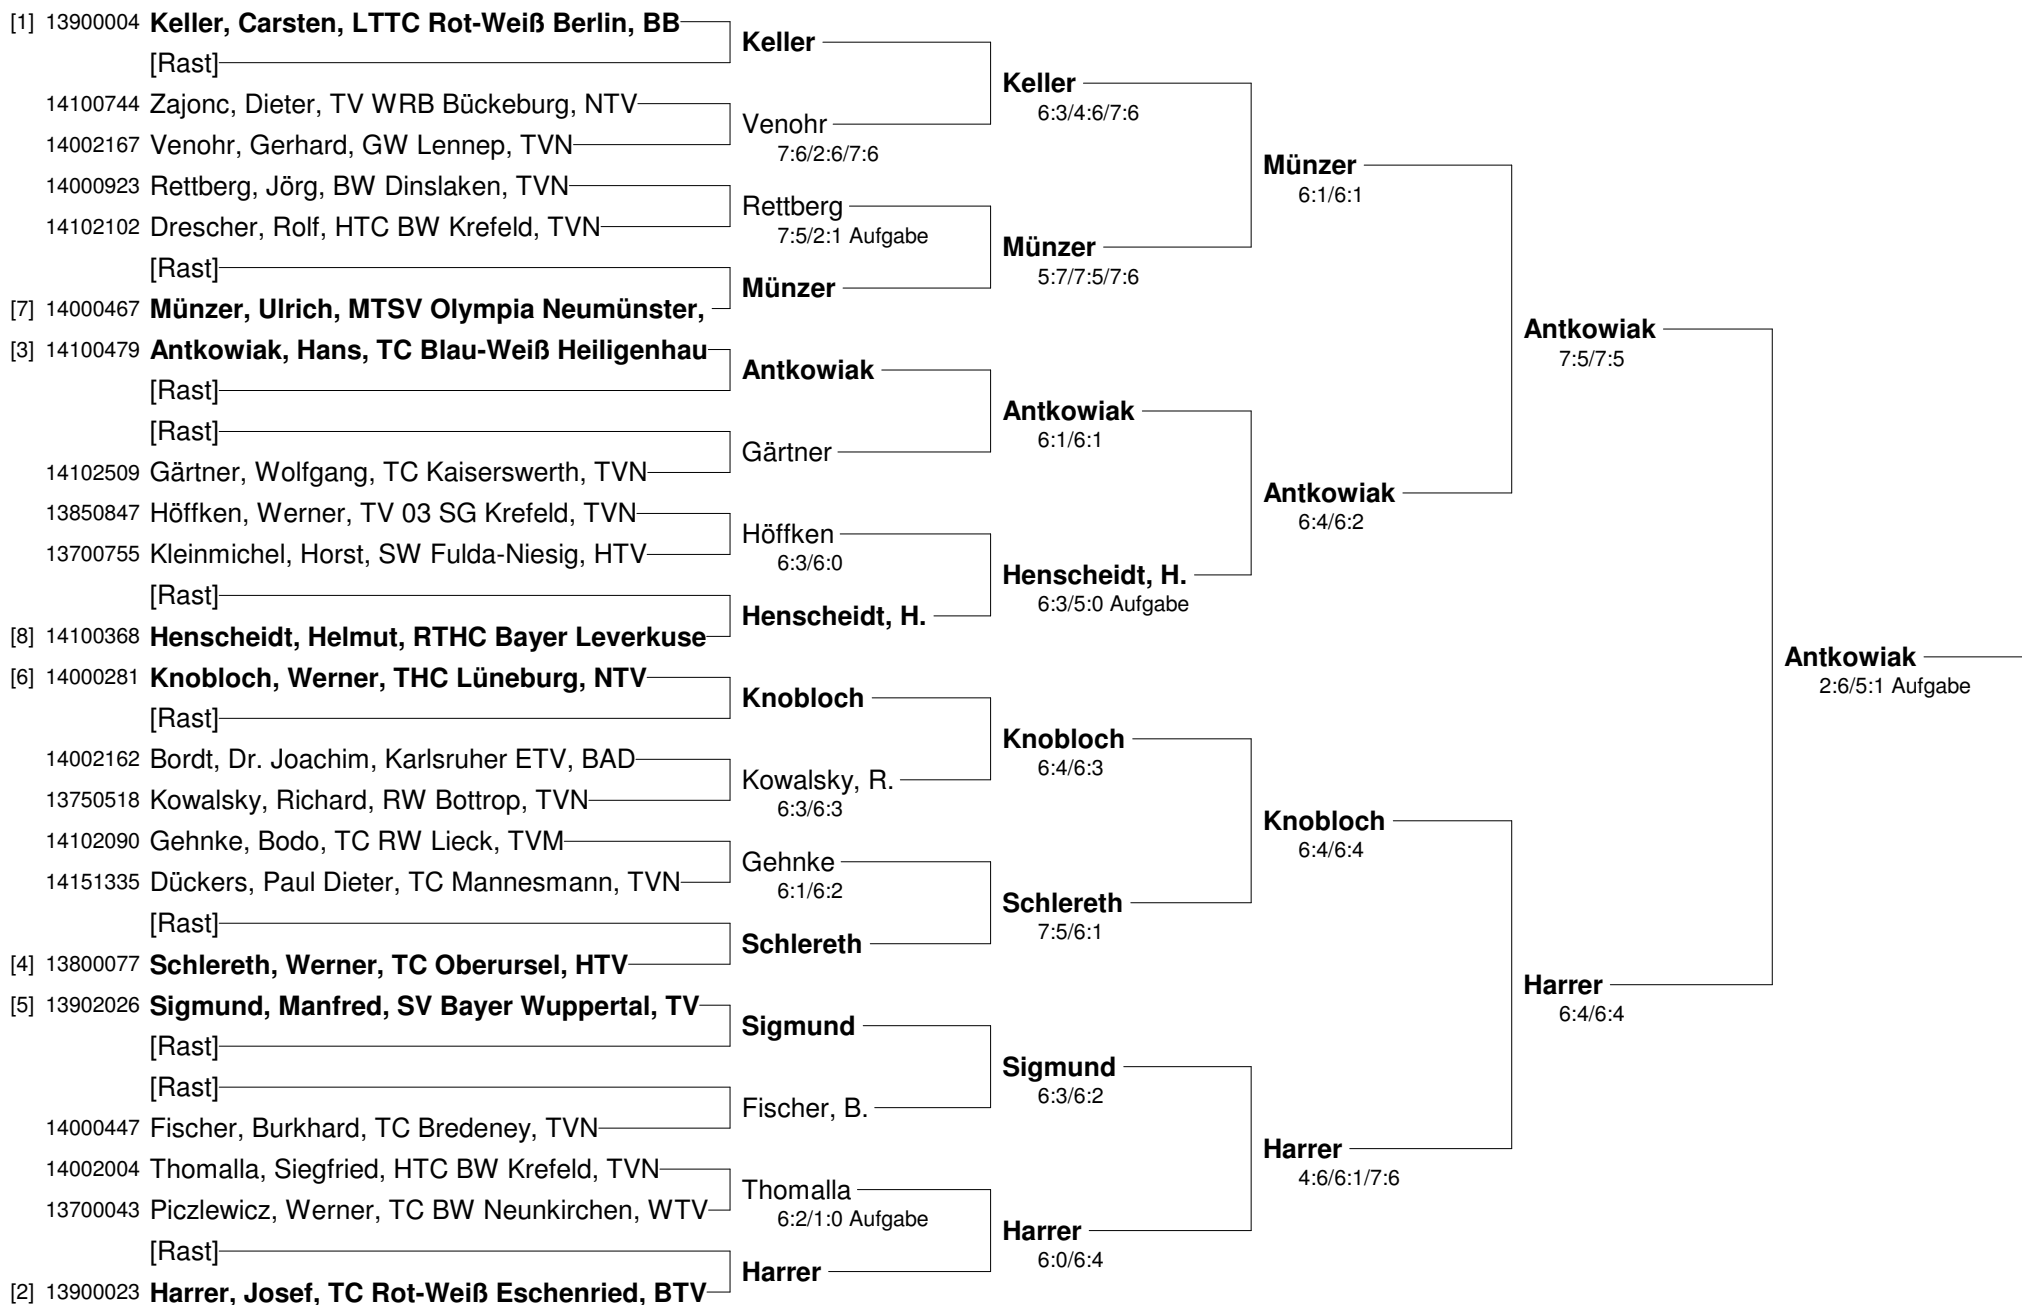 [1] 13900004 Keller, Carsten, LTTC Rot-Weiß Berlin, BB
Keller
[Rast]
Keller
6:3/4:6/7:6
14100744 Zajonc, Dieter, TV WRB Bückeburg, NTV
Venohr
7:6/2:6/7:6
14002167 Venohr, Gerhard, GW Lennep, TVN
Münzer
6:1/6:1
14000923 Rettberg, Jörg, BW Dinslaken, TVN
Rettberg
7:5/2:1 Aufgabe
14102102 Drescher, Rolf, HTC BW Krefeld, TVN
Münzer
5:7/7:5/7:6
[Rast]
Münzer
[7] 14000467 Münzer, Ulrich, MTSV Olympia Neumünster,
Antkowiak
7:5/7:5
[3] 14100479 Antkowiak, Hans, TC Blau-Weiß Heiligenhau
Antkowiak
[Rast]
Antkowiak
6:1/6:1
[Rast]
Gärtner
14102509 Gärtner, Wolfgang, TC Kaiserswerth, TVN
Antkowiak
6:4/6:2
13850847 Höffken, Werner, TV 03 SG Krefeld, TVN
Höffken
6:3/6:0
13700755 Kleinmichel, Horst, SW Fulda-Niesig, HTV
Henscheidt, H.
6:3/5:0 Aufgabe
[Rast]
Henscheidt, H.
[8] 14100368 Henscheidt, Helmut, RTHC Bayer Leverkuse
Antkowiak
2:6/5:1 Aufgabe
[6] 14000281 Knobloch, Werner, THC Lüneburg, NTV
Knobloch
[Rast]
Knobloch
6:4/6:3
14002162 Bordt, Dr. Joachim, Karlsruher ETV, BAD
Kowalsky, R.
6:3/6:3
13750518 Kowalsky, Richard, RW Bottrop, TVN
Knobloch
6:4/6:4
14102090 Gehnke, Bodo, TC RW Lieck, TVM
Gehnke
6:1/6:2
14151335 Dückers, Paul Dieter, TC Mannesmann, TVN
Schlereth
7:5/6:1
[Rast]
Schlereth
[4] 13800077 Schlereth, Werner, TC Oberursel, HTV
Harrer
6:4/6:4
[5] 13902026 Sigmund, Manfred, SV Bayer Wuppertal, TV
Sigmund
[Rast]
Sigmund
6:3/6:2
[Rast]
Fischer, B.
14000447 Fischer, Burkhard, TC Bredeney, TVN
Harrer
4:6/6:1/7:6
14002004 Thomalla, Siegfried, HTC BW Krefeld, TVN
Thomalla
6:2/1:0 Aufgabe
13700043 Piczlewicz, Werner, TC BW Neunkirchen, WTV
Harrer
6:0/6:4
[Rast]
Harrer
[2] 13900023 Harrer, Josef, TC Rot-Weiß Eschenried, BTV